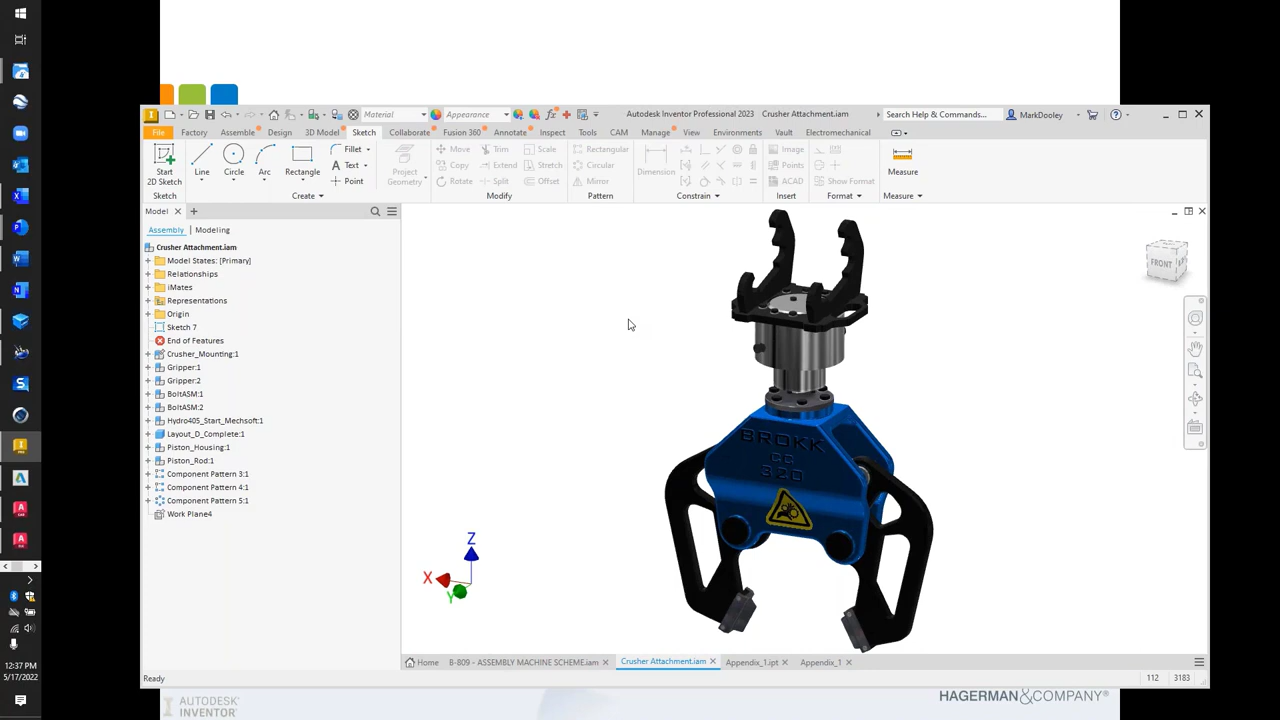 Material
Appearance
Autodesk Inventor Professional 2023 Crusher Attachment.iam
Search Help & Commands...
MarkDooley
File
Factory
Assemble
Design
3D Model
Sketch
Collaborate
Fusion 360
Annotate
Inspect
Tools
CAM
Manage
View
Environments
Vault
Electromechanical
Start
2D Sketch
Line
Circle
Arc
Rectangle
Fillet
Text
Point
Project
Geometry
Move
Copy
Rotate
Trim
Extend
Split
Scale
Stretch
Offset
Rectangular
Circular
Mirror
Dimension
Image
Points
ACAD
Show Format
Measure
Sketch
Create
Modify
Pattern
Constrain
Insert
Format
Measure
Model
Assembly
Modeling
Crusher Attachment.iam
Model States: [Primary]
Relationships
iMates
Representations
Origin
Sketch 7
End of Features
Crusher_Mounting:1
Gripper:1
Gripper:2
BoltASM:1
BoltASM:2
Hydro405_Start_Mechsoft:1
Layout_D_Complete:1
Piston_Housing:1
Piston_Rod:1
Component Pattern 3:1
Component Pattern 4:1
Component Pattern 5:1
Work Plane4
FRONT
BROKK
CC
320
Z
X
Y
Home
B-809 - ASSEMBLY MACHINE SCHEME.iam
Crusher Attachment.iam
Appendix_1.ipt
Appendix_1
Ready
112
3183
12:37 PM
5/17/2022
AUTODESK
INVENTOR®
HAGERMAN&COMPANY®